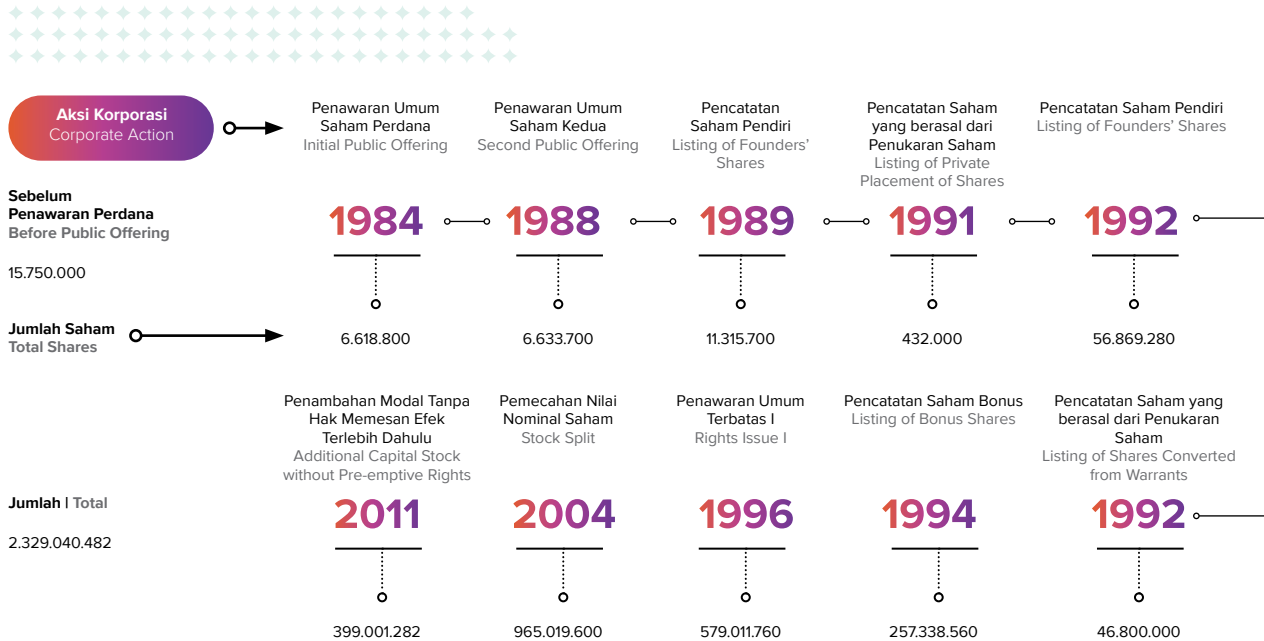 Aksi Korporasi
Corporate Action
Penawaran Umum
Saham Perdana
Initial Public Offering
Penawaran Umum
Saham Kedua
Second Public Offering
Pencatatan
Saham Pendiri
Listing of Founders'
Shares
Pencatatan Saham
yang berasal dari
Penukaran Saham
Listing of Private
Placement of Shares
Pencatatan Saham Pendiri
Listing of Founders' Shares
Sebelum
Penawaran Perdana
Before Public Offering
15.750.000
1984
1988
1989
1991
1992
Jumlah Saham
Total Shares
6.618.800
6.633.700
11.315.700
432.000
56.869.280
Penambahan Modal Tanpa
Hak Memesan Efek
Terlebih Dahulu
Additional Capital Stock
without Pre-emptive Rights
Pemecahan Nilai
Nominal Saham
Stock Split
Penawaran Umum
Terbatas I
Rights Issue I
Pencatatan Saham Bonus
Listing of Bonus Shares
Pencatatan Saham yang
berasal dari Penukaran
Saham
Listing of Shares Converted
from Warrants
Jumlah | Total
2.329.040.482
2011
2004
1996
1994
1992
399.001.282
965.019.600
579.011.760
257.338.560
46.800.000